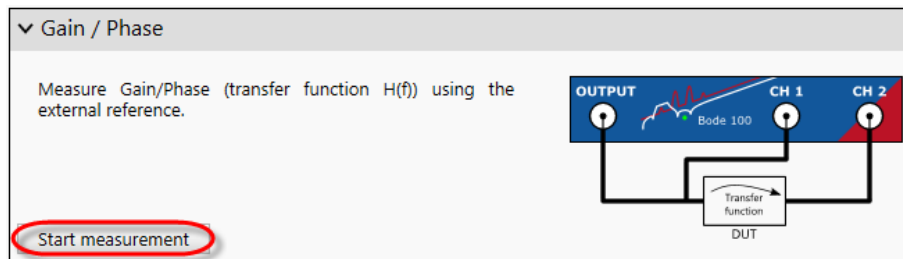 Gain / Phase
Measure Gain/Phase (transfer function H(f)) using the
external reference.
OUTPUT
CH 1
CH 2
Bode 100
Transfer
function
DUT
Start measurement